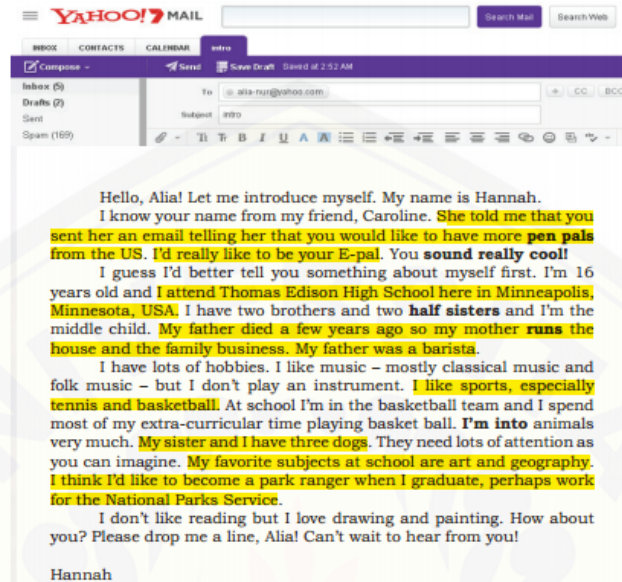 YAHOO! MAIL
Search Mail
Search Web
INBOX CONTACTS CALENDAR intro
Compose Send Save Draft Saved at 2:52 AM
Inbox (5)
To alia-nur@yahoo.com + CC BCC
Drafts (2)
Subject intro
Sent
Spam (169)
Hello, Alia! Let me introduce myself. My name is Hannah.
I know your name from my friend, Caroline. She told me that you
sent her an email telling her that you would like to have more pen pals
from the US. I'd really like to be your E-pal. You sound really cool!
I guess I'd better tell you something about myself first. I'm 16
years old and I attend Thomas Edison High School here in Minneapolis,
Minnesota, USA. I have two brothers and two half sisters and I'm the
middle child. My father died a few years ago so my mother runs the
house and the family business. My father was a barista.
I have lots of hobbies. I like music – mostly classical music and
folk music – but I don't play an instrument. I like sports, especially
tennis and basketball. At school I'm in the basketball team and I spend
most of my extra-curricular time playing basket ball. I'm into animals
very much. My sister and I have three dogs. They need lots of attention as
you can imagine. My favorite subjects at school are art and geography.
I think I'd like to become a park ranger when I graduate, perhaps work
for the National Parks Service.
I don't like reading but I love drawing and painting. How about
you? Please drop me a line, Alia! Can't wait to hear from you!
Hannah